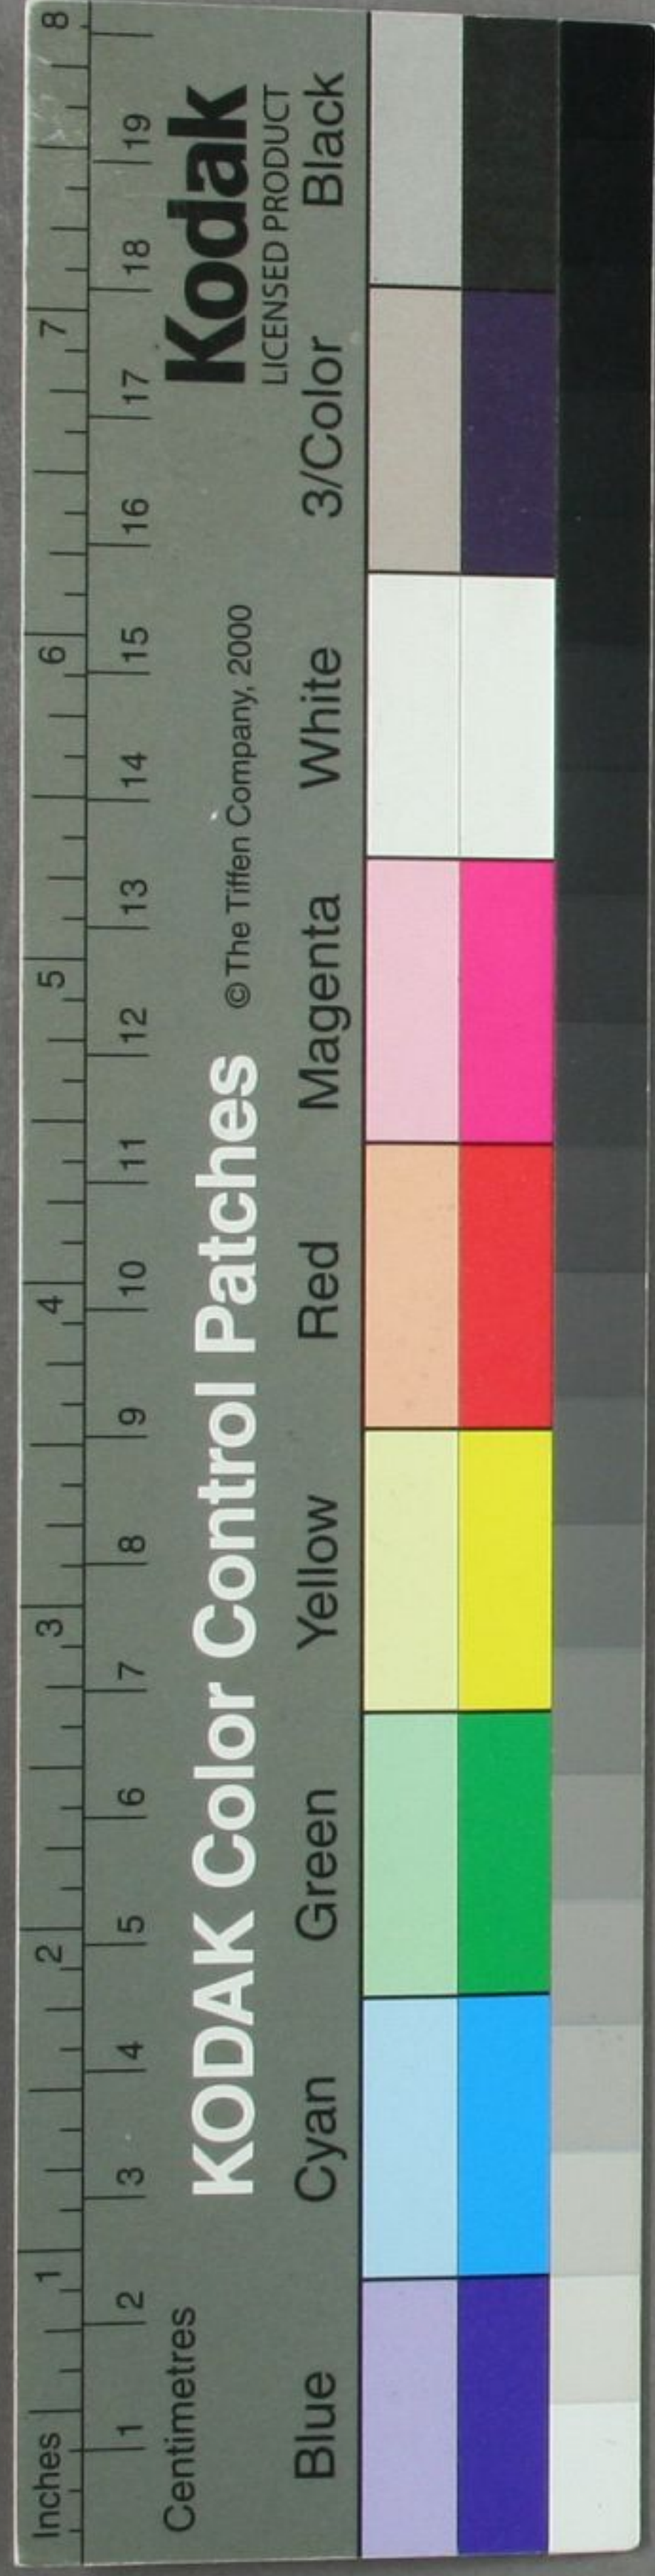 Inches 1 2 3 4 5 6 7 8
1 2 3 4 5 6 7 8 9 10 11 12 13 14 15 16 17 18 19
Centimetres
KODAK Color Control Patches © The Tiffen Company, 2000 Kodak
LICENSED PRODUCT
Blue Cyan Green Yellow Red Magenta White 3/Color Black